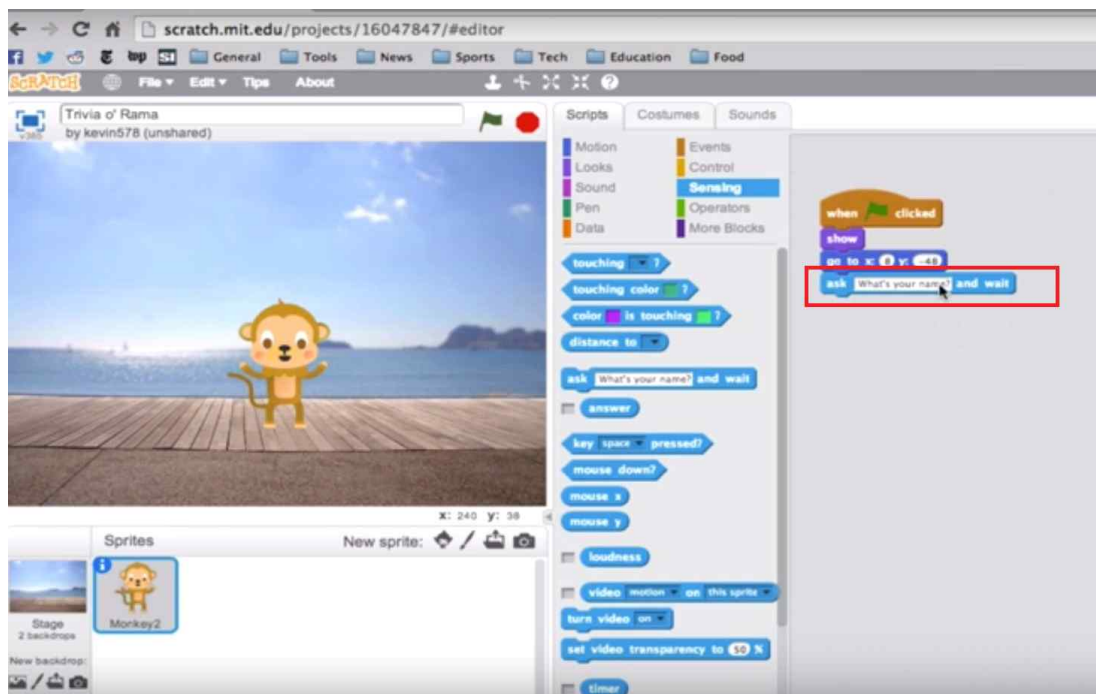 scratch.mit.edu/projects/16047847/#editor
General Tools News Sports Tech Education Food
SCRATCH File Edit Tips About
v385
Trivia o' Rama
by kevin578 (unshared)
Scripts Costumes Sounds
Motion Events
Looks Control
Sound Sensing
Pen Operators
Data More Blocks
touching ?
touching color ?
color is touching ?
distance to
ask What's your name? and wait
answer
key space pressed?
mouse down?
mouse x
mouse y
loudness
video motion on this sprite
turn video on
set video transparency to 50 %
timer
when clicked
show
go to x: 0 y: -48
ask What's your name? and wait
x: 240 y: 38
Sprites New sprite:
Stage
2 backdrops
Monkey2
New backdrop: